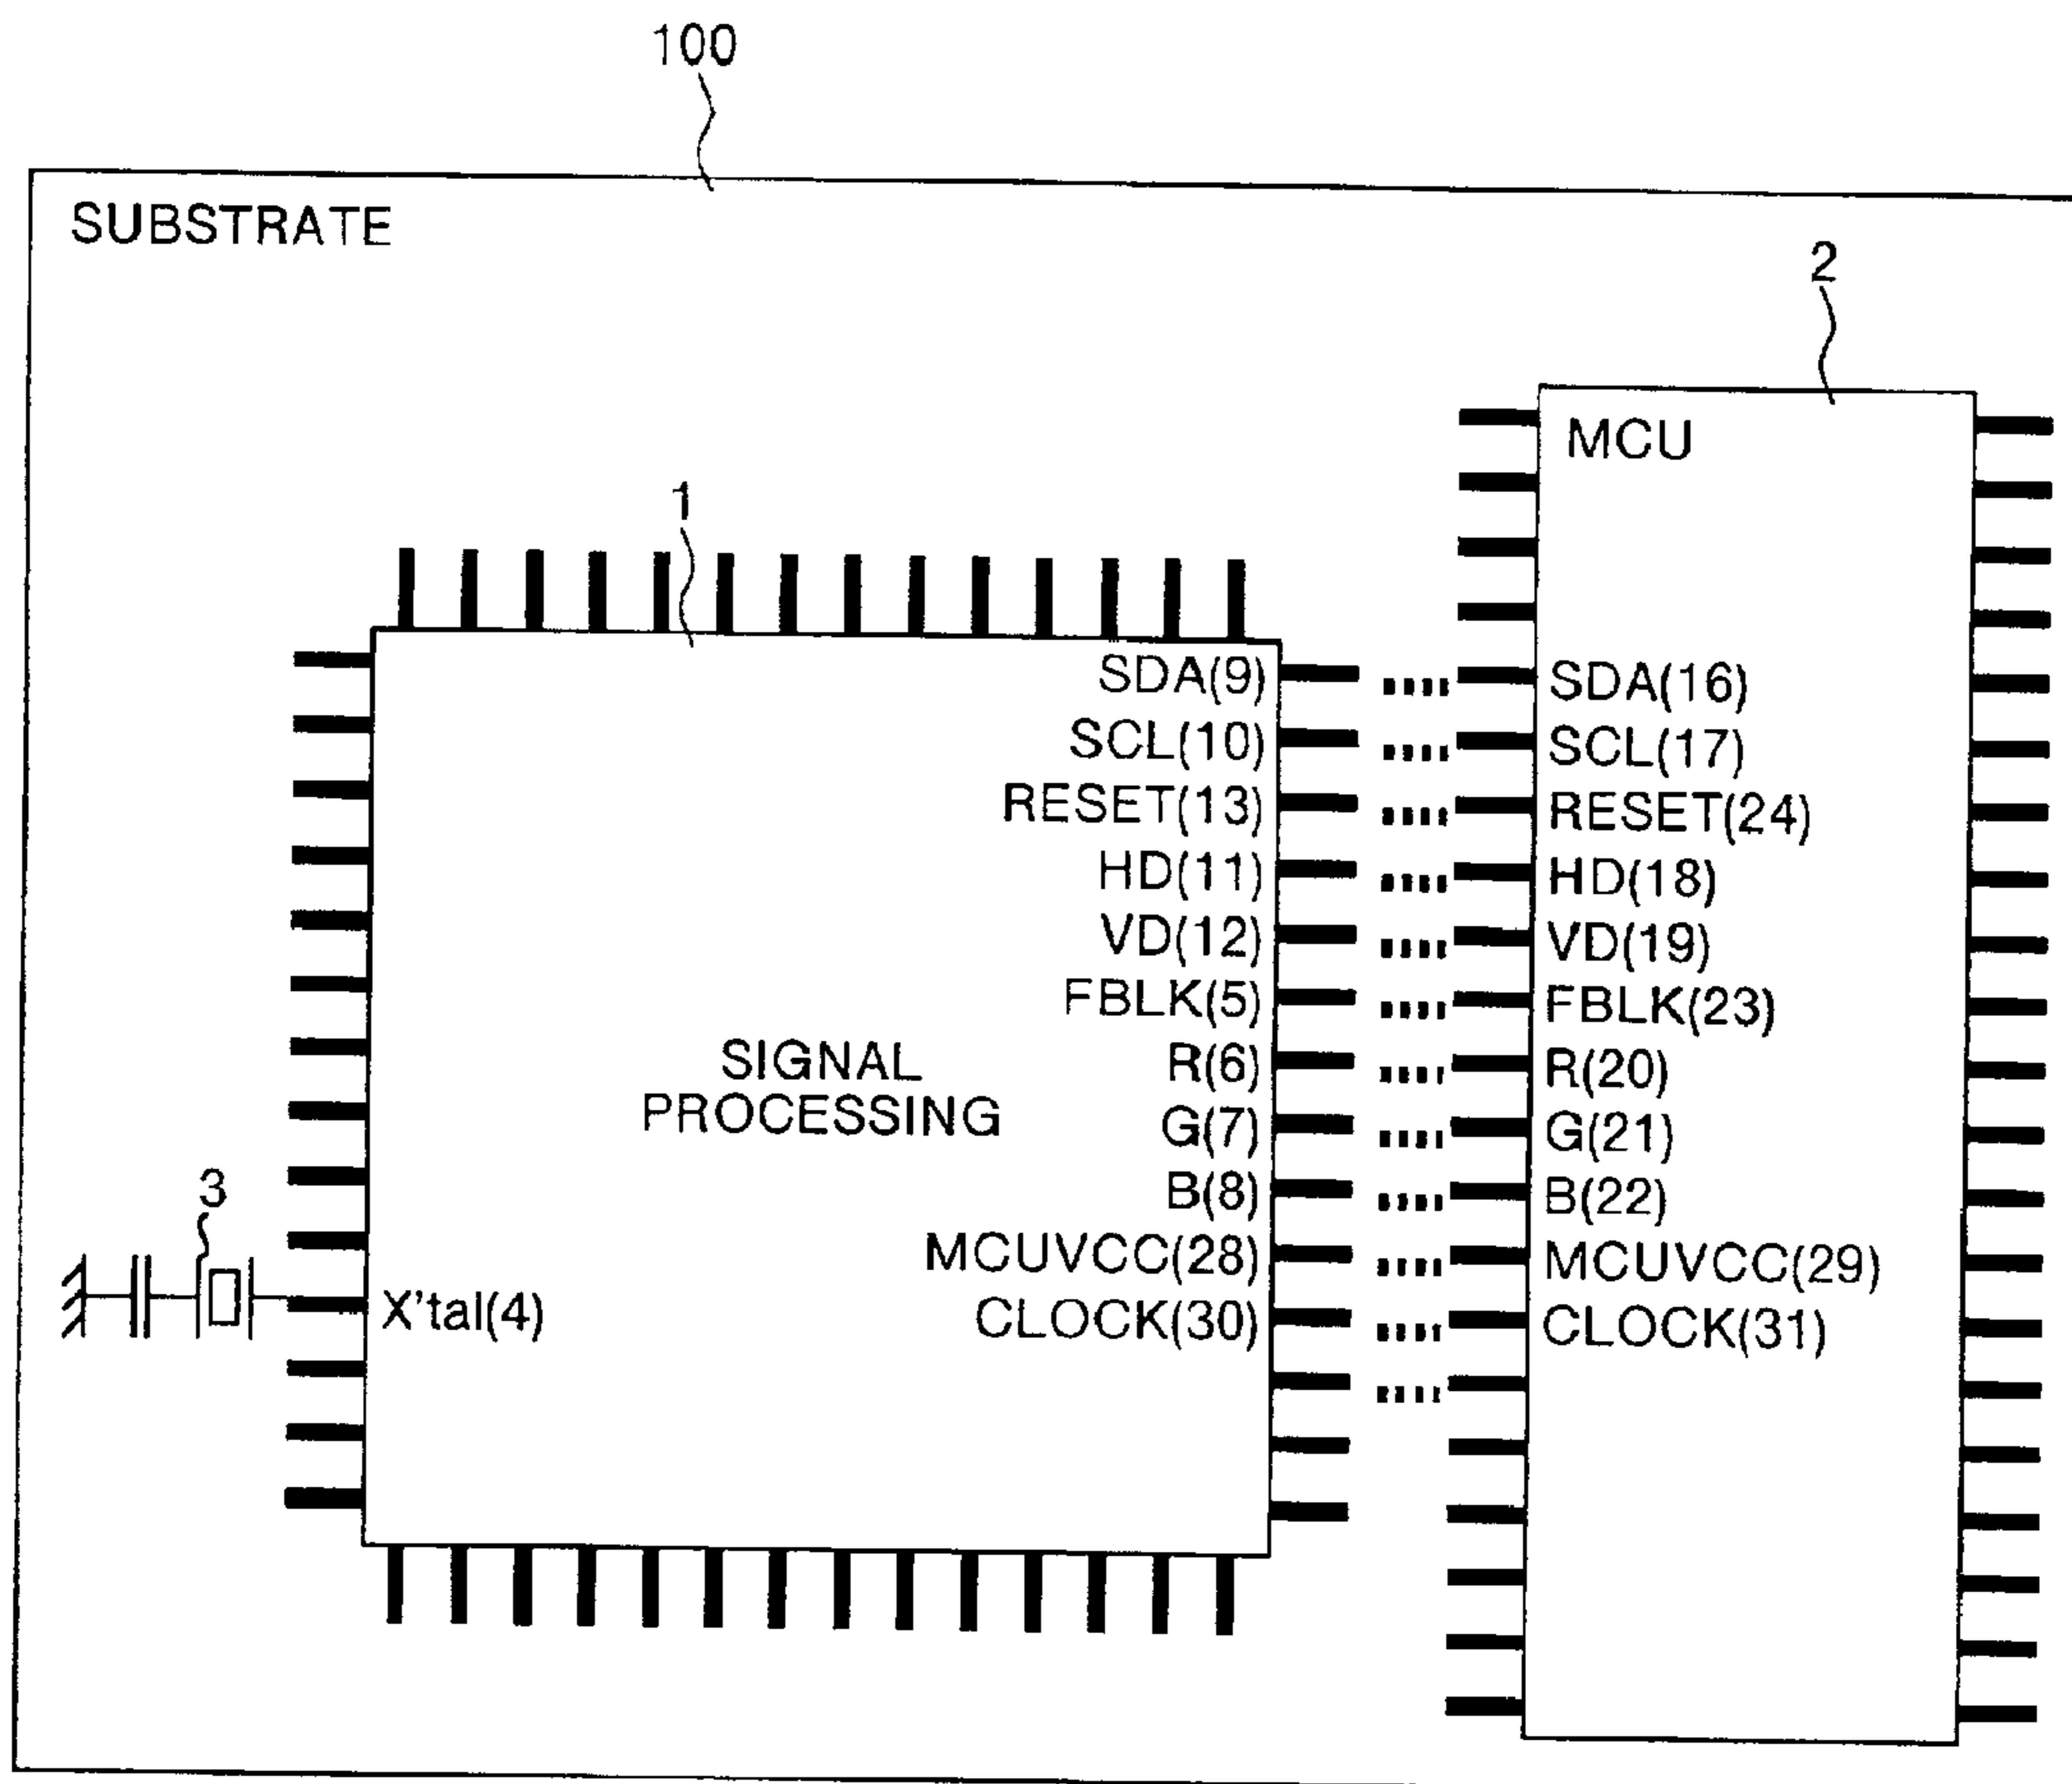 100
SUBSTRATE
2
MCU
1
SDA(9)
SCL(10)
RESET(13)
HD(11)
VD(12)
FBLK(5)
R(6)
G(7)
B(8)
MCUVCC(28)
CLOCK(30)
SIGNAL
PROCESSING
3
X'tal(4)
SDA(16)
SCL(17)
RESET(24)
HD(18)
VD(19)
FBLK(23)
R(20)
G(21)
B(22)
MCUVCC(29)
CLOCK(31)